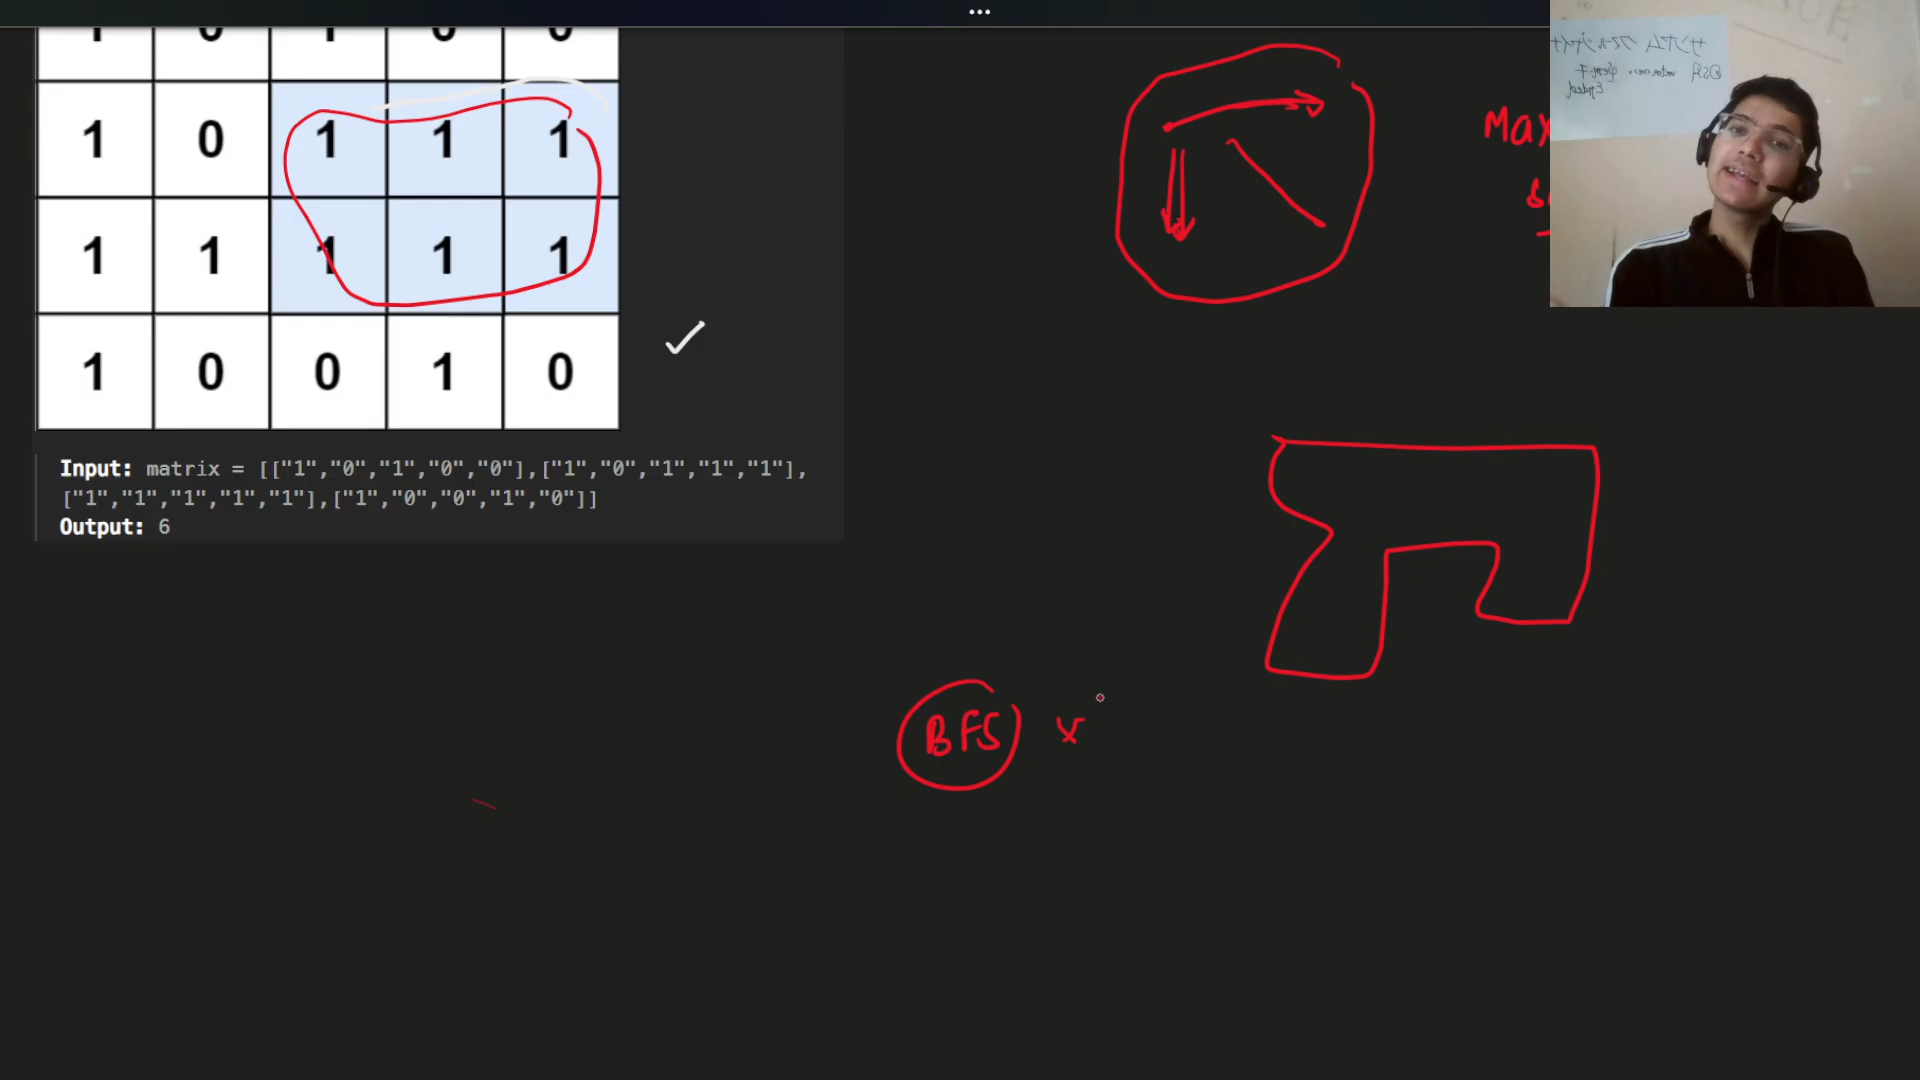 1 0 1 0 0
1 0 1 1 1
1 1 1 1 1
1 0 0 1 0
Input: matrix = [["1","0","1","0","0"],["1","0","1","1","1"],
["1","1","1","1","1"],["1","0","0","1","0"]]
Output: 6
Max
BFS x